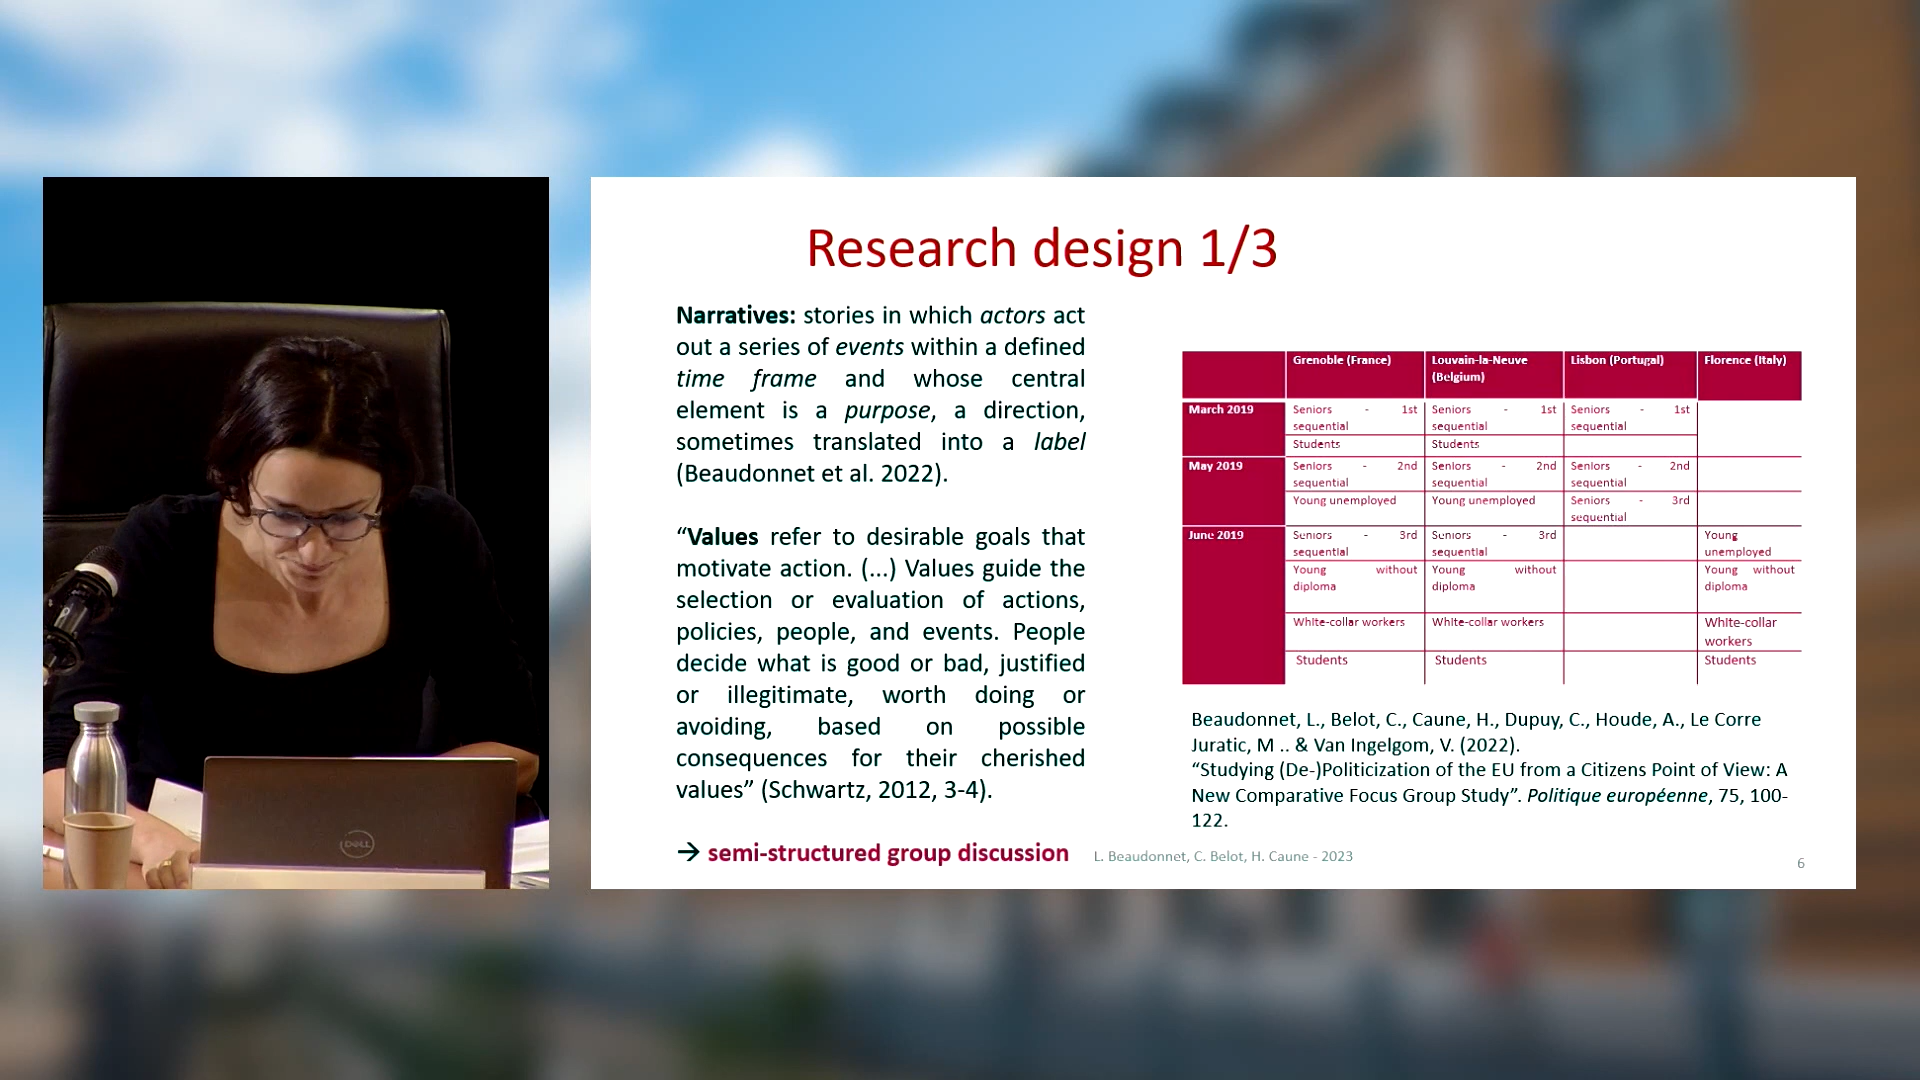 Research design 1/3
Narratives: stories in which actors act
out a series of events within a defined
time frame and whose central
element is a purpose, a direction,
sometimes translated into a label
(Beaudonnet et al. 2022).
“Values refer to desirable goals that
motivate action. (...) Values guide the
selection or evaluation of actions,
policies, people, and events. People
decide what is good or bad, justified
or illegitimate, worth doing or
avoiding, based on possible
consequences for their cherished
values” (Schwartz, 2012, 3-4).
→ semi-structured group discussion
Grenoble (France) Louvain-la-Neuve (Belgium) Lisbon (Portugal) Florence (Italy)
March 2019 Seniors - 1st sequential Seniors - 1st sequential Seniors - 1st sequential
Students Students
May 2019 Seniors - 2nd sequential Seniors - 2nd sequential Seniors - 2nd sequential
Young unemployed Young unemployed Seniors - 3rd sequential
June 2019 Seniors - 3rd sequential Seniors - 3rd sequential Young unemployed
Young without diploma Young without diploma Young without diploma
White-collar workers White-collar workers White-collar workers
Students Students Students
Beaudonnet, L., Belot, C., Caune, H., Dupuy, C., Houde, A., Le Corre
Juratic, M .. & Van Ingelgom, V. (2022).
“Studying (De-)Politicization of the EU from a Citizens Point of View: A
New Comparative Focus Group Study”. Politique européenne, 75, 100-
122.
L. Beaudonnet, C. Belot, H. Caune - 2023
6
DELL